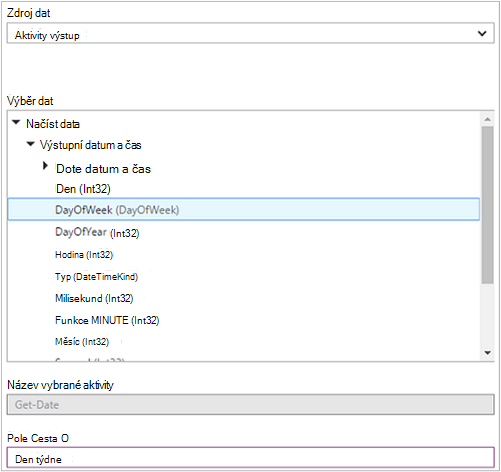 Zdroj dat
Aktivity výstup
Výběr dat
Načíst data
Výstupní datum a čas
Dote datum a čas
Den (Int32)
DayOfWeek (DayOfWeek)
DayOfYear (Int32)
Hodina (Int32)
Typ (DateTimeKind)
Milisekund (Int32)
Funkce MINUTE (Int32)
Měsíc (Int32)
Název vybrané aktivity
Get-Date
Pole Cesta O
Den týdne